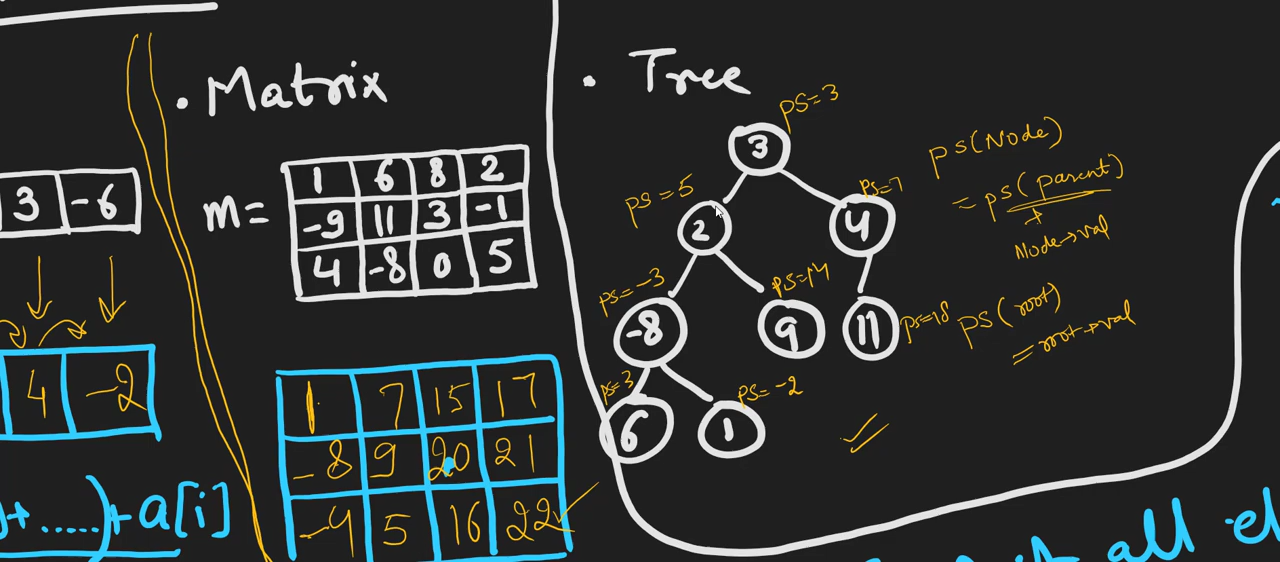 3 -6
4 -2
+ .....) + a[i]
• Matrix
m =
1 6 8 2
-9 11 3 -1
4 -8 0 5
1 7 15 17
-8 9 20 21
-4 5 16 22
• Tree
ps=3
3
ps=5
2
ps=7
4
ps=-3
-8
ps=14
9
11
ps=18
ps=3
6
ps=-2
1
ps(Node)
= ps(parent)
+
Node→val
ps(root)
= root→val
all el